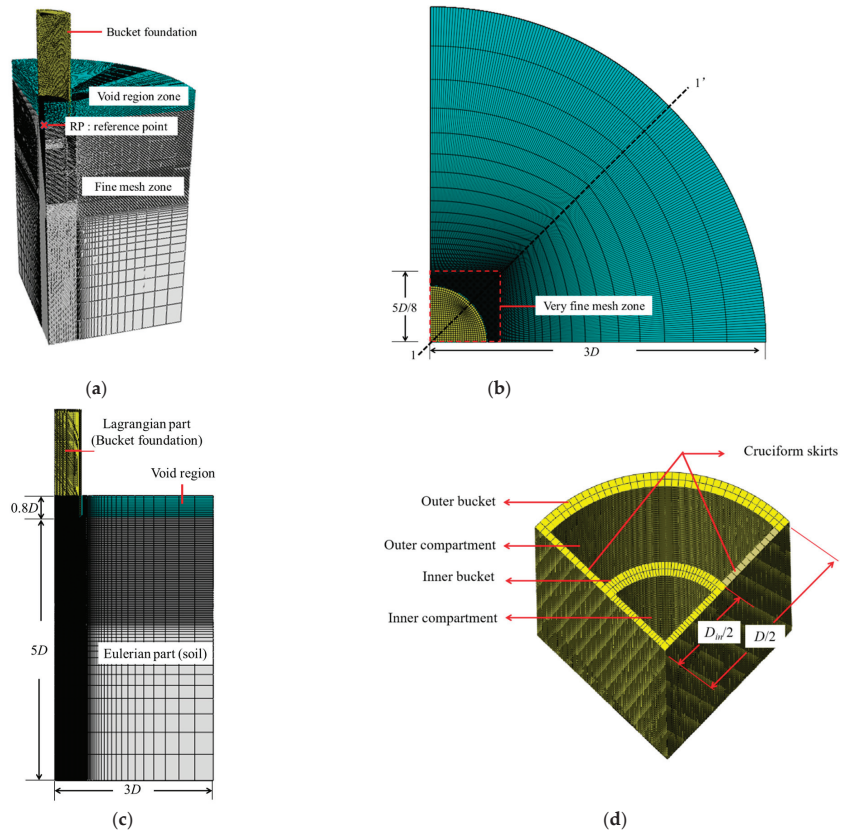 Bucket foundation
Void region zone
RP : reference point
Fine mesh zone
(a)
1'
5D/8
Very fine mesh zone
1
3D
(b)
Lagrangian part
(Bucket foundation)
Void region
0.8D
5D
Eulerian part (soil)
3D
(c)
Cruciform skirts
Outer bucket
Outer compartment
Inner bucket
Inner compartment
Din/2
D/2
(d)